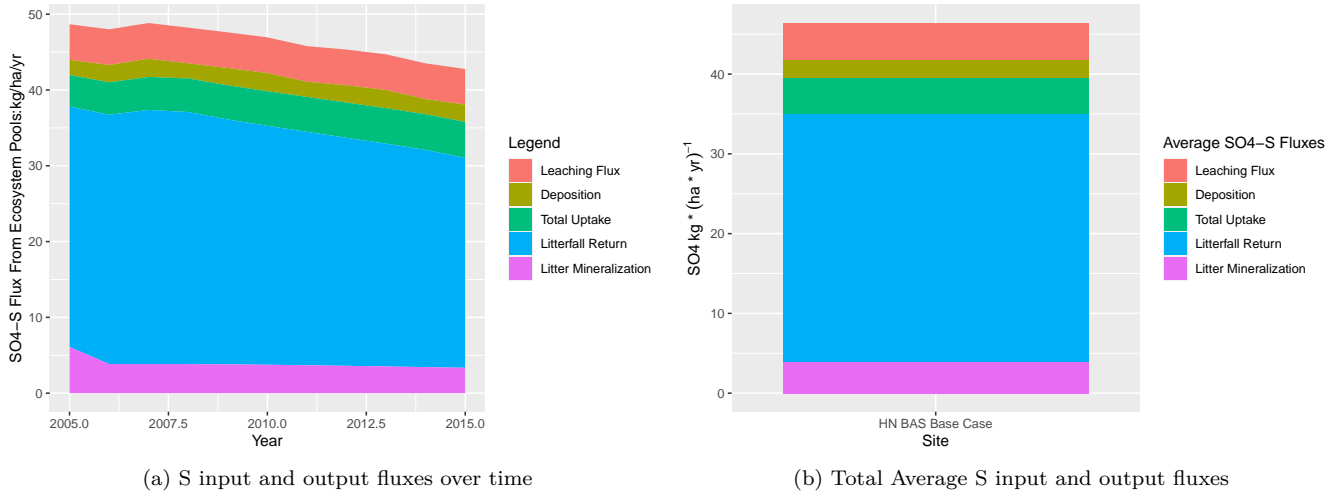 SO4−S Flux From Ecosystem Pools:kg/ha/yr
50
40
30
20
10
0
2005.0 2007.5 2010.0 2012.5 2015.0
Year
Legend
Leaching Flux
Deposition
Total Uptake
Litterfall Return
Litter Mineralization
(a) S input and output fluxes over time
SO4 kg * (ha * yr)⁻¹
40
30
20
10
0
HN BAS Base Case
Site
Average SO4−S Fluxes
Leaching Flux
Deposition
Total Uptake
Litterfall Return
Litter Mineralization
(b) Total Average S input and output fluxes